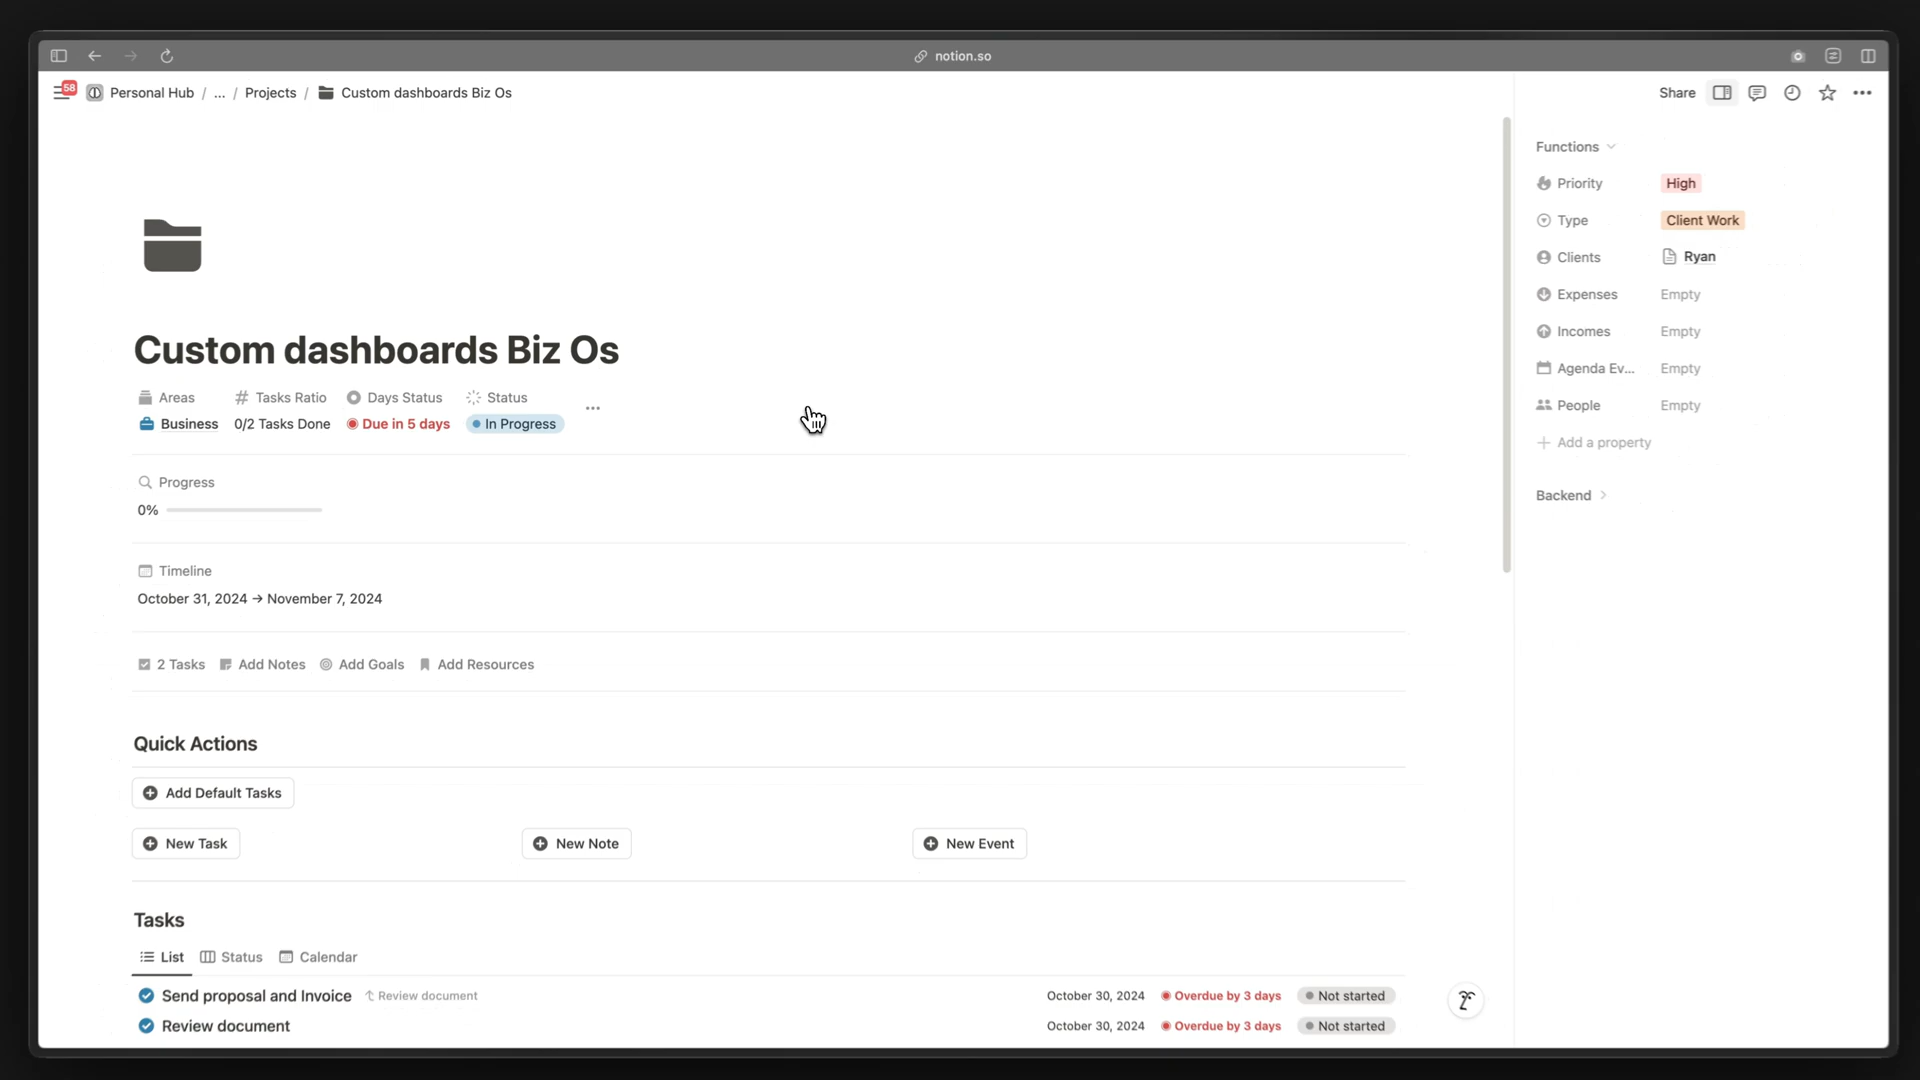 notion.so
58 Personal Hub / ... / Projects / Custom dashboards Biz Os
Share
Custom dashboards Biz Os
Areas Tasks Ratio Days Status Status
Business 0/2 Tasks Done Due in 5 days In Progress
Progress
0%
Timeline
October 31, 2024 → November 7, 2024
2 Tasks Add Notes Add Goals Add Resources
Quick Actions
Add Default Tasks
New Task New Note New Event
Tasks
List Status Calendar
Send proposal and Invoice Review document October 30, 2024 Overdue by 3 days Not started
Review document October 30, 2024 Overdue by 3 days Not started
Functions
Priority High
Type Client Work
Clients Ryan
Expenses Empty
Incomes Empty
Agenda Ev... Empty
People Empty
Add a property
Backend